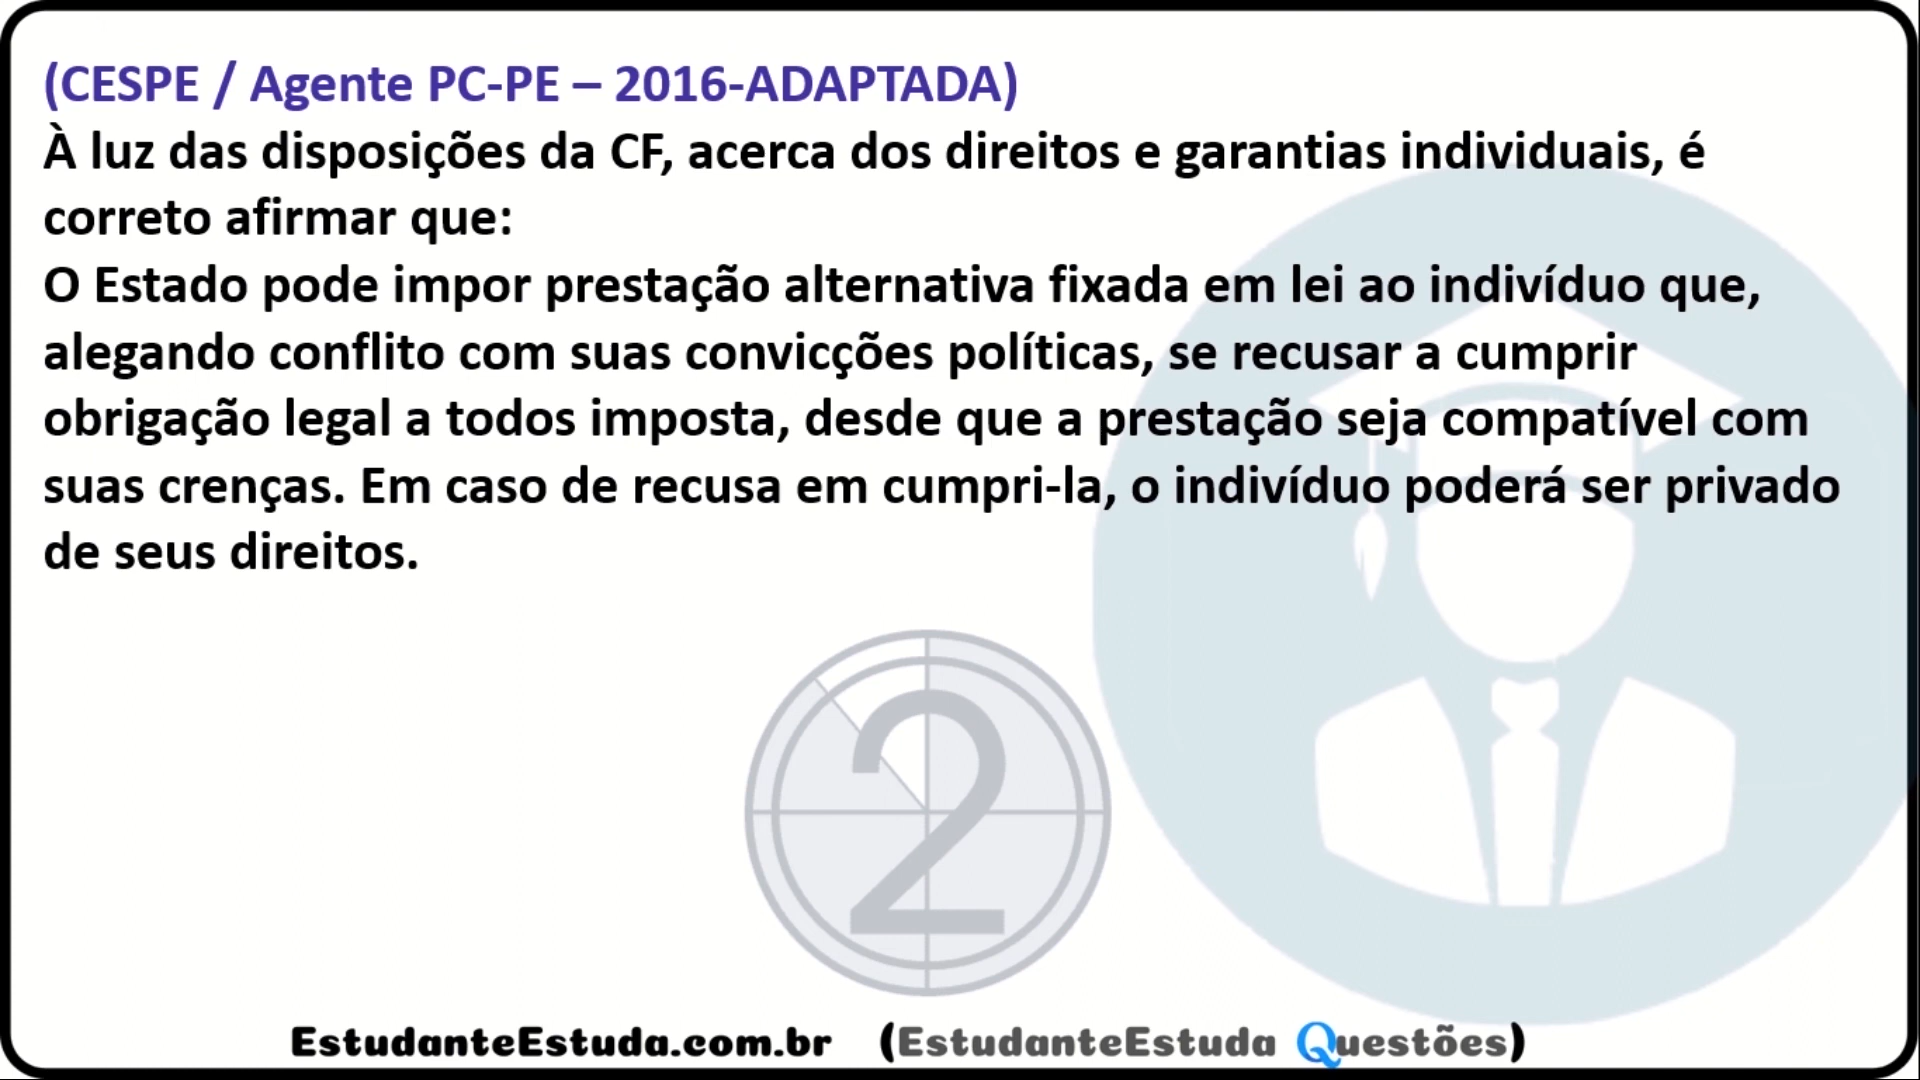 (CESPE / Agente PC-PE – 2016-ADAPTADA)
À luz das disposições da CF, acerca dos direitos e garantias individuais, é
correto afirmar que:
O Estado pode impor prestação alternativa fixada em lei ao indivíduo que,
alegando conflito com suas convicções políticas, se recusar a cumprir
obrigação legal a todos imposta, desde que a prestação seja compatível com
suas crenças. Em caso de recusa em cumpri-la, o indivíduo poderá ser privado
de seus direitos.
2
EstudanteEstuda.com.br (EstudanteEstuda Questões)